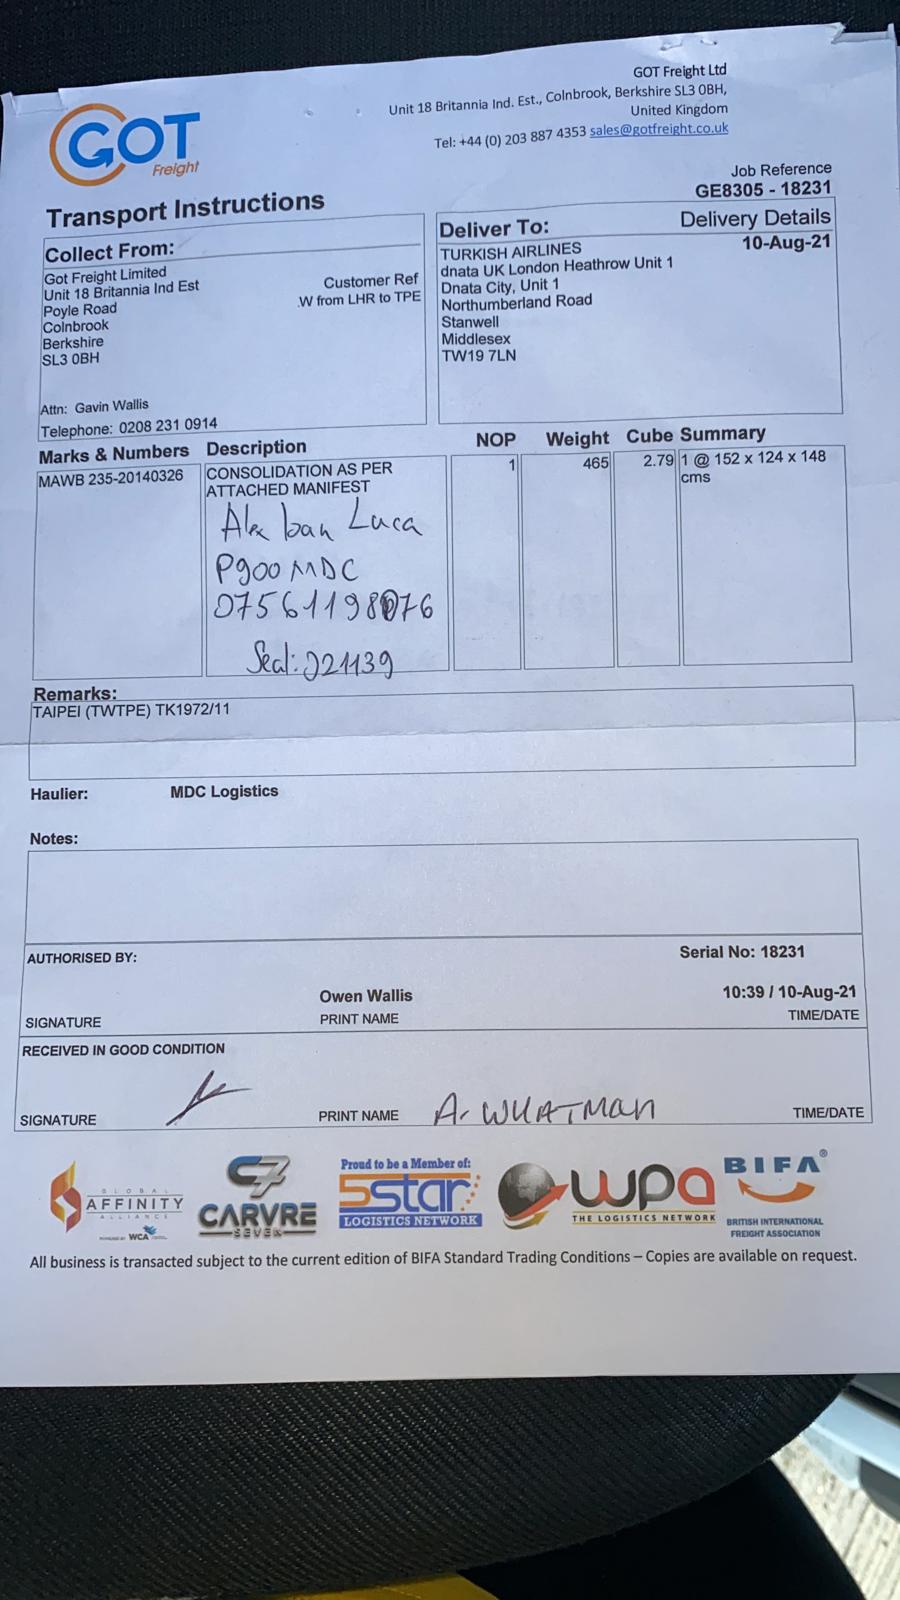 GOT
Freight
GOT Freight Ltd
Unit 18 Britannia Ind. Est., Colnbrook, Berkshire SL3 0BH,
United Kingdom
Tel: +44 (0) 203 887 4353 sales@gotfreight.co.uk
Job Reference
GE8305 - 18231
Transport Instructions
Collect From:
Got Freight Limited
Unit 18 Britannia Ind Est
Poyle Road
Colnbrook
Berkshire
SL3 0BH
Customer Ref
.W from LHR to TPE
Attn: Gavin Wallis
Telephone: 0208 231 0914
Deliver To:
Delivery Details
10-Aug-21
TURKISH AIRLINES
dnata UK London Heathrow Unit 1
Dnata City, Unit 1
Northumberland Road
Stanwell
Middlesex
TW19 7LN
Marks & Numbers Description NOP Weight Cube Summary
MAWB 235-20140326 CONSOLIDATION AS PER 1 465 2.79 1 @ 152 x 124 x 148
ATTACHED MANIFEST cms
Alex Ioan Luca
P900 MDC
07561198076
Seal: J21139
Remarks:
TAIPEI (TWTPE) TK1972/11
Haulier: MDC Logistics
Notes:
AUTHORISED BY: Serial No: 18231
Owen Wallis 10:39 / 10-Aug-21
SIGNATURE PRINT NAME TIME/DATE
RECEIVED IN GOOD CONDITION
SIGNATURE PRINT NAME A. WHATMAN TIME/DATE
GLOBAL
AFFINITY
ALLIANCE
POWERED BY WCA
C7
CARVRE
SEVEN
Proud to be a Member of:
5star
LOGISTICS NETWORK
wpa
THE LOGISTICS NETWORK
BIFA®
BRITISH INTERNATIONAL
FREIGHT ASSOCIATION
All business is transacted subject to the current edition of BIFA Standard Trading Conditions – Copies are available on request.